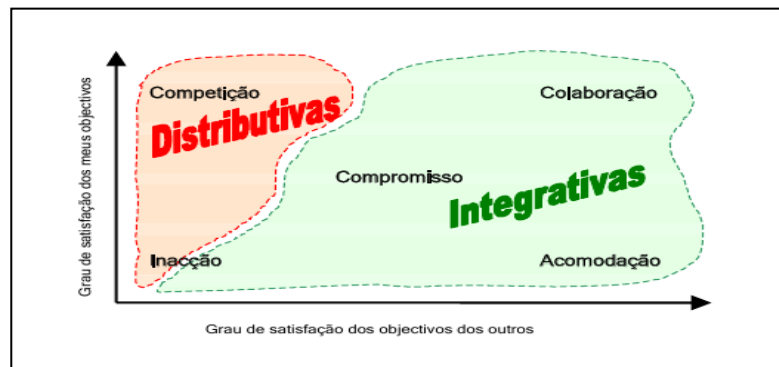 Grau de satisfação dos meus objectivos
Competição
Colaboração
Distributivas
Compromisso
Integrativas
Inacção
Acomodação
Grau de satisfação dos objectivos dos outros